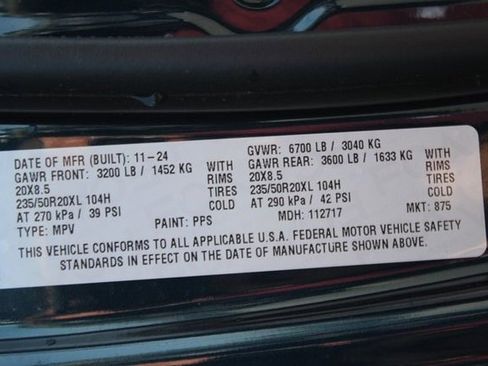 DATE OF MFR (BUILT): 11-24 GVWR: 6700 LB / 3040 KG
GAWR FRONT: 3200 LB / 1452 KG WITH GAWR REAR: 3600 LB / 1633 KG WITH
20X8.5 RIMS 20X8.5 RIMS
235/50R20XL 104H TIRES 235/50R20XL 104H TIRES
AT 270 kPa / 39 PSI COLD AT 290 kPa / 42 PSI COLD
TYPE: MPV PAINT: PPS MDH: 112717 MKT: 875
THIS VEHICLE CONFORMS TO ALL APPLICABLE U.S.A. FEDERAL MOTOR VEHICLE SAFETY
STANDARDS IN EFFECT ON THE DATE OF MANUFACTURE SHOWN ABOVE.